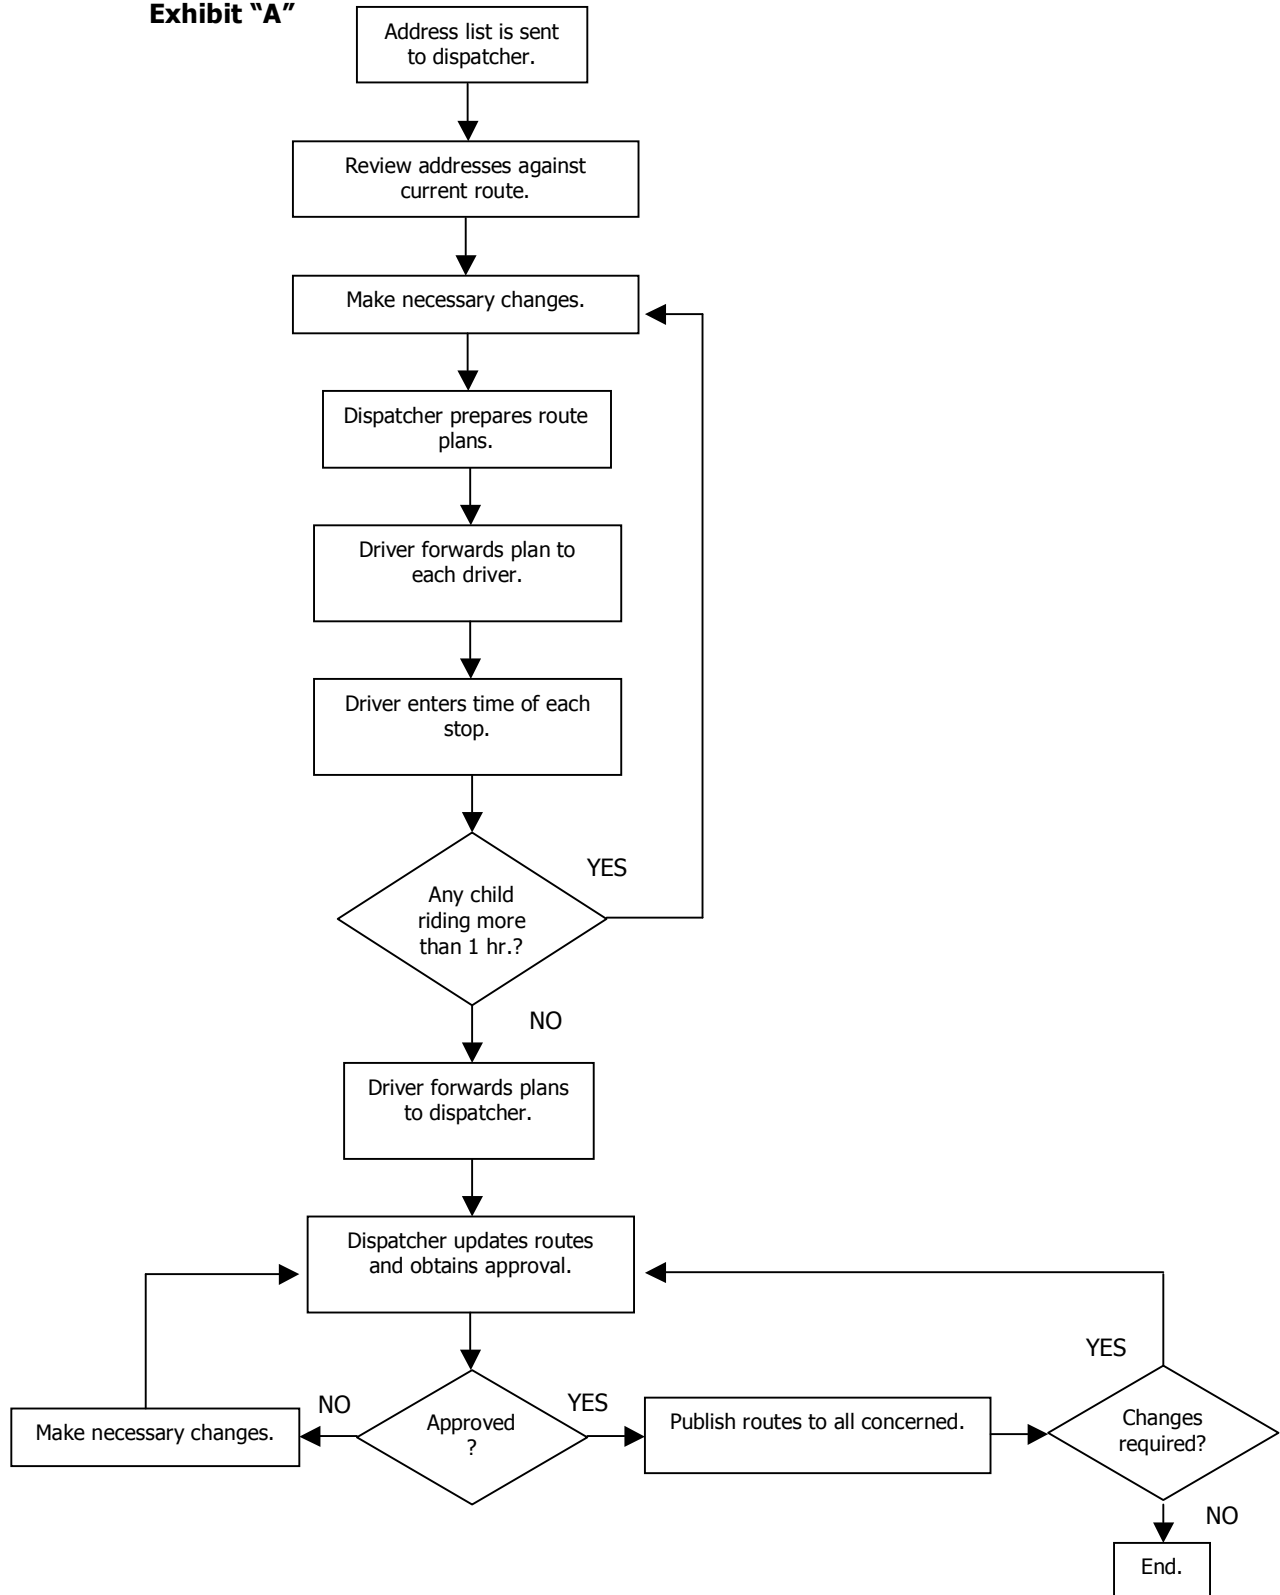 Exhibit “A”
Address list is sent
to dispatcher.
Review addresses against
current route.
Make necessary changes.
Dispatcher prepares route
plans.
Driver forwards plan to
each driver.
Driver enters time of each
stop.
YES
Any child
riding more
than 1 hr.?
NO
Driver forwards plans
to dispatcher.
Dispatcher updates routes
and obtains approval.
YES
NO
YES
Make necessary changes.
Approved
?
Publish routes to all concerned.
Changes
required?
NO
End.